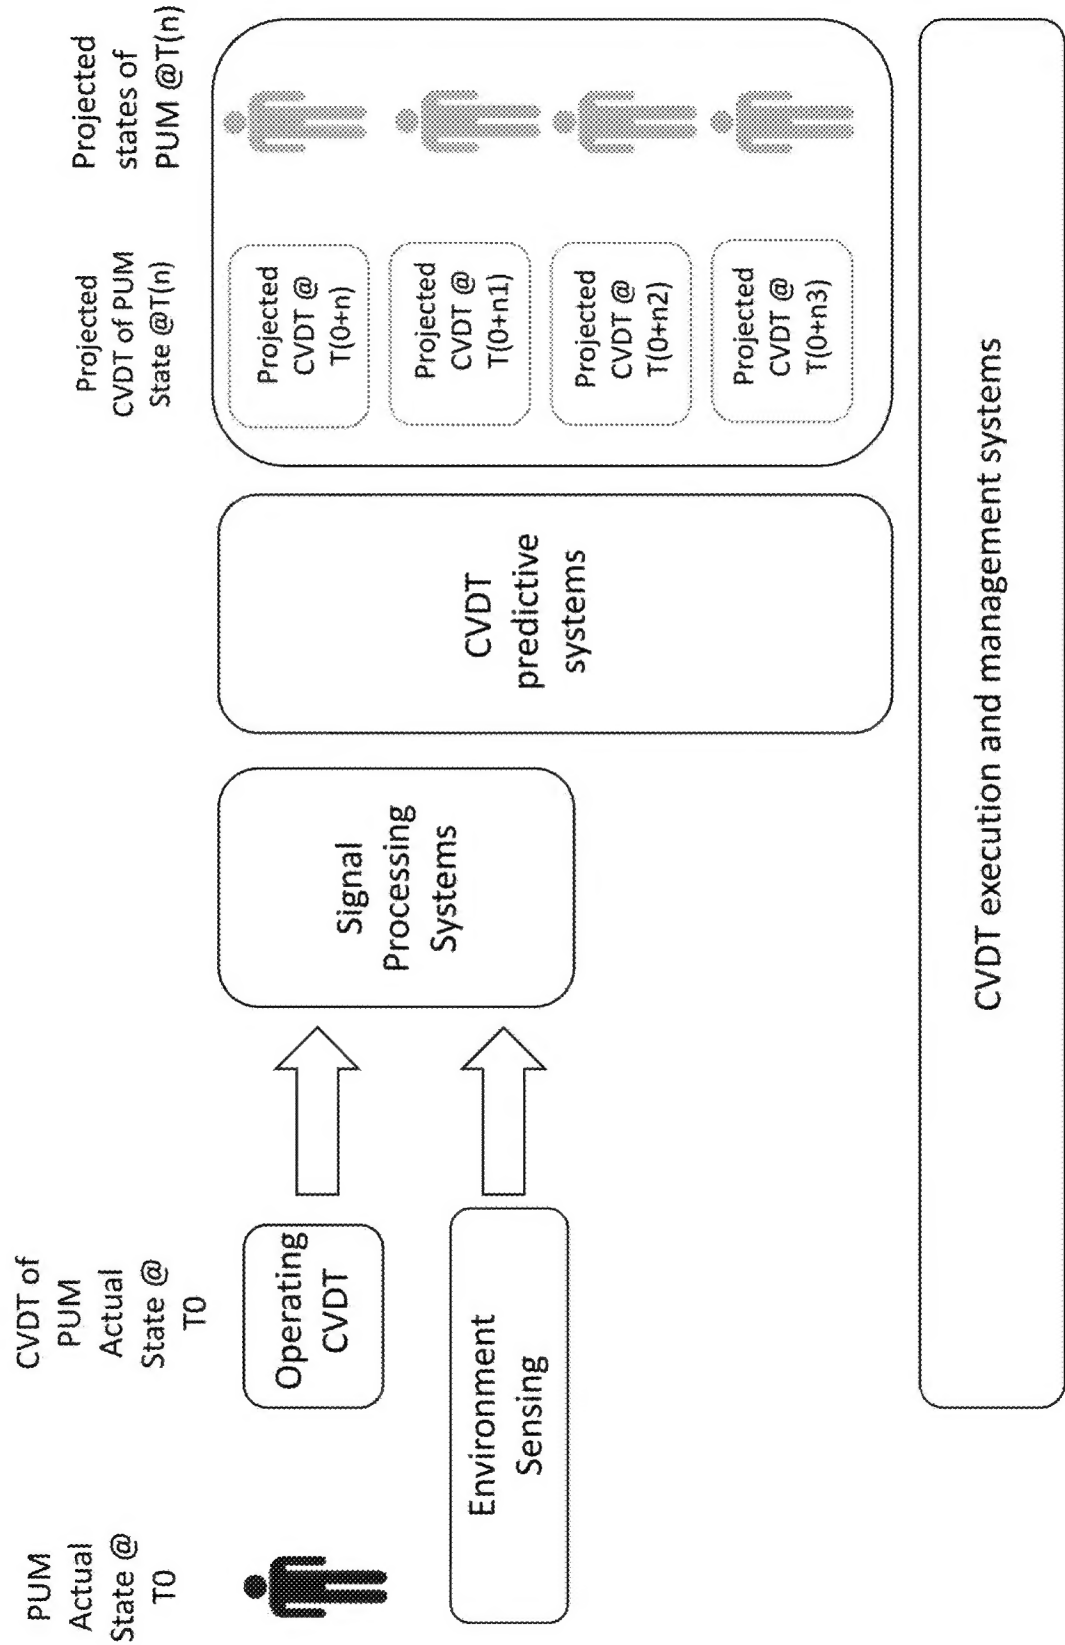 PUM
Actual
State @
T0
CVDT of
PUM
Actual
State @
T0
Projected
CVDT of PUM
State @T(n)
Projected
states of
PUM @T(n)
Operating
CVDT
Environment
Sensing
Signal
Processing
Systems
CVDT
predictive
systems
Projected
CVDT @
T(0+n)
Projected
CVDT @
T(0+n1)
Projected
CVDT @
T(0+n2)
Projected
CVDT @
T(0+n3)
CVDT execution and management systems